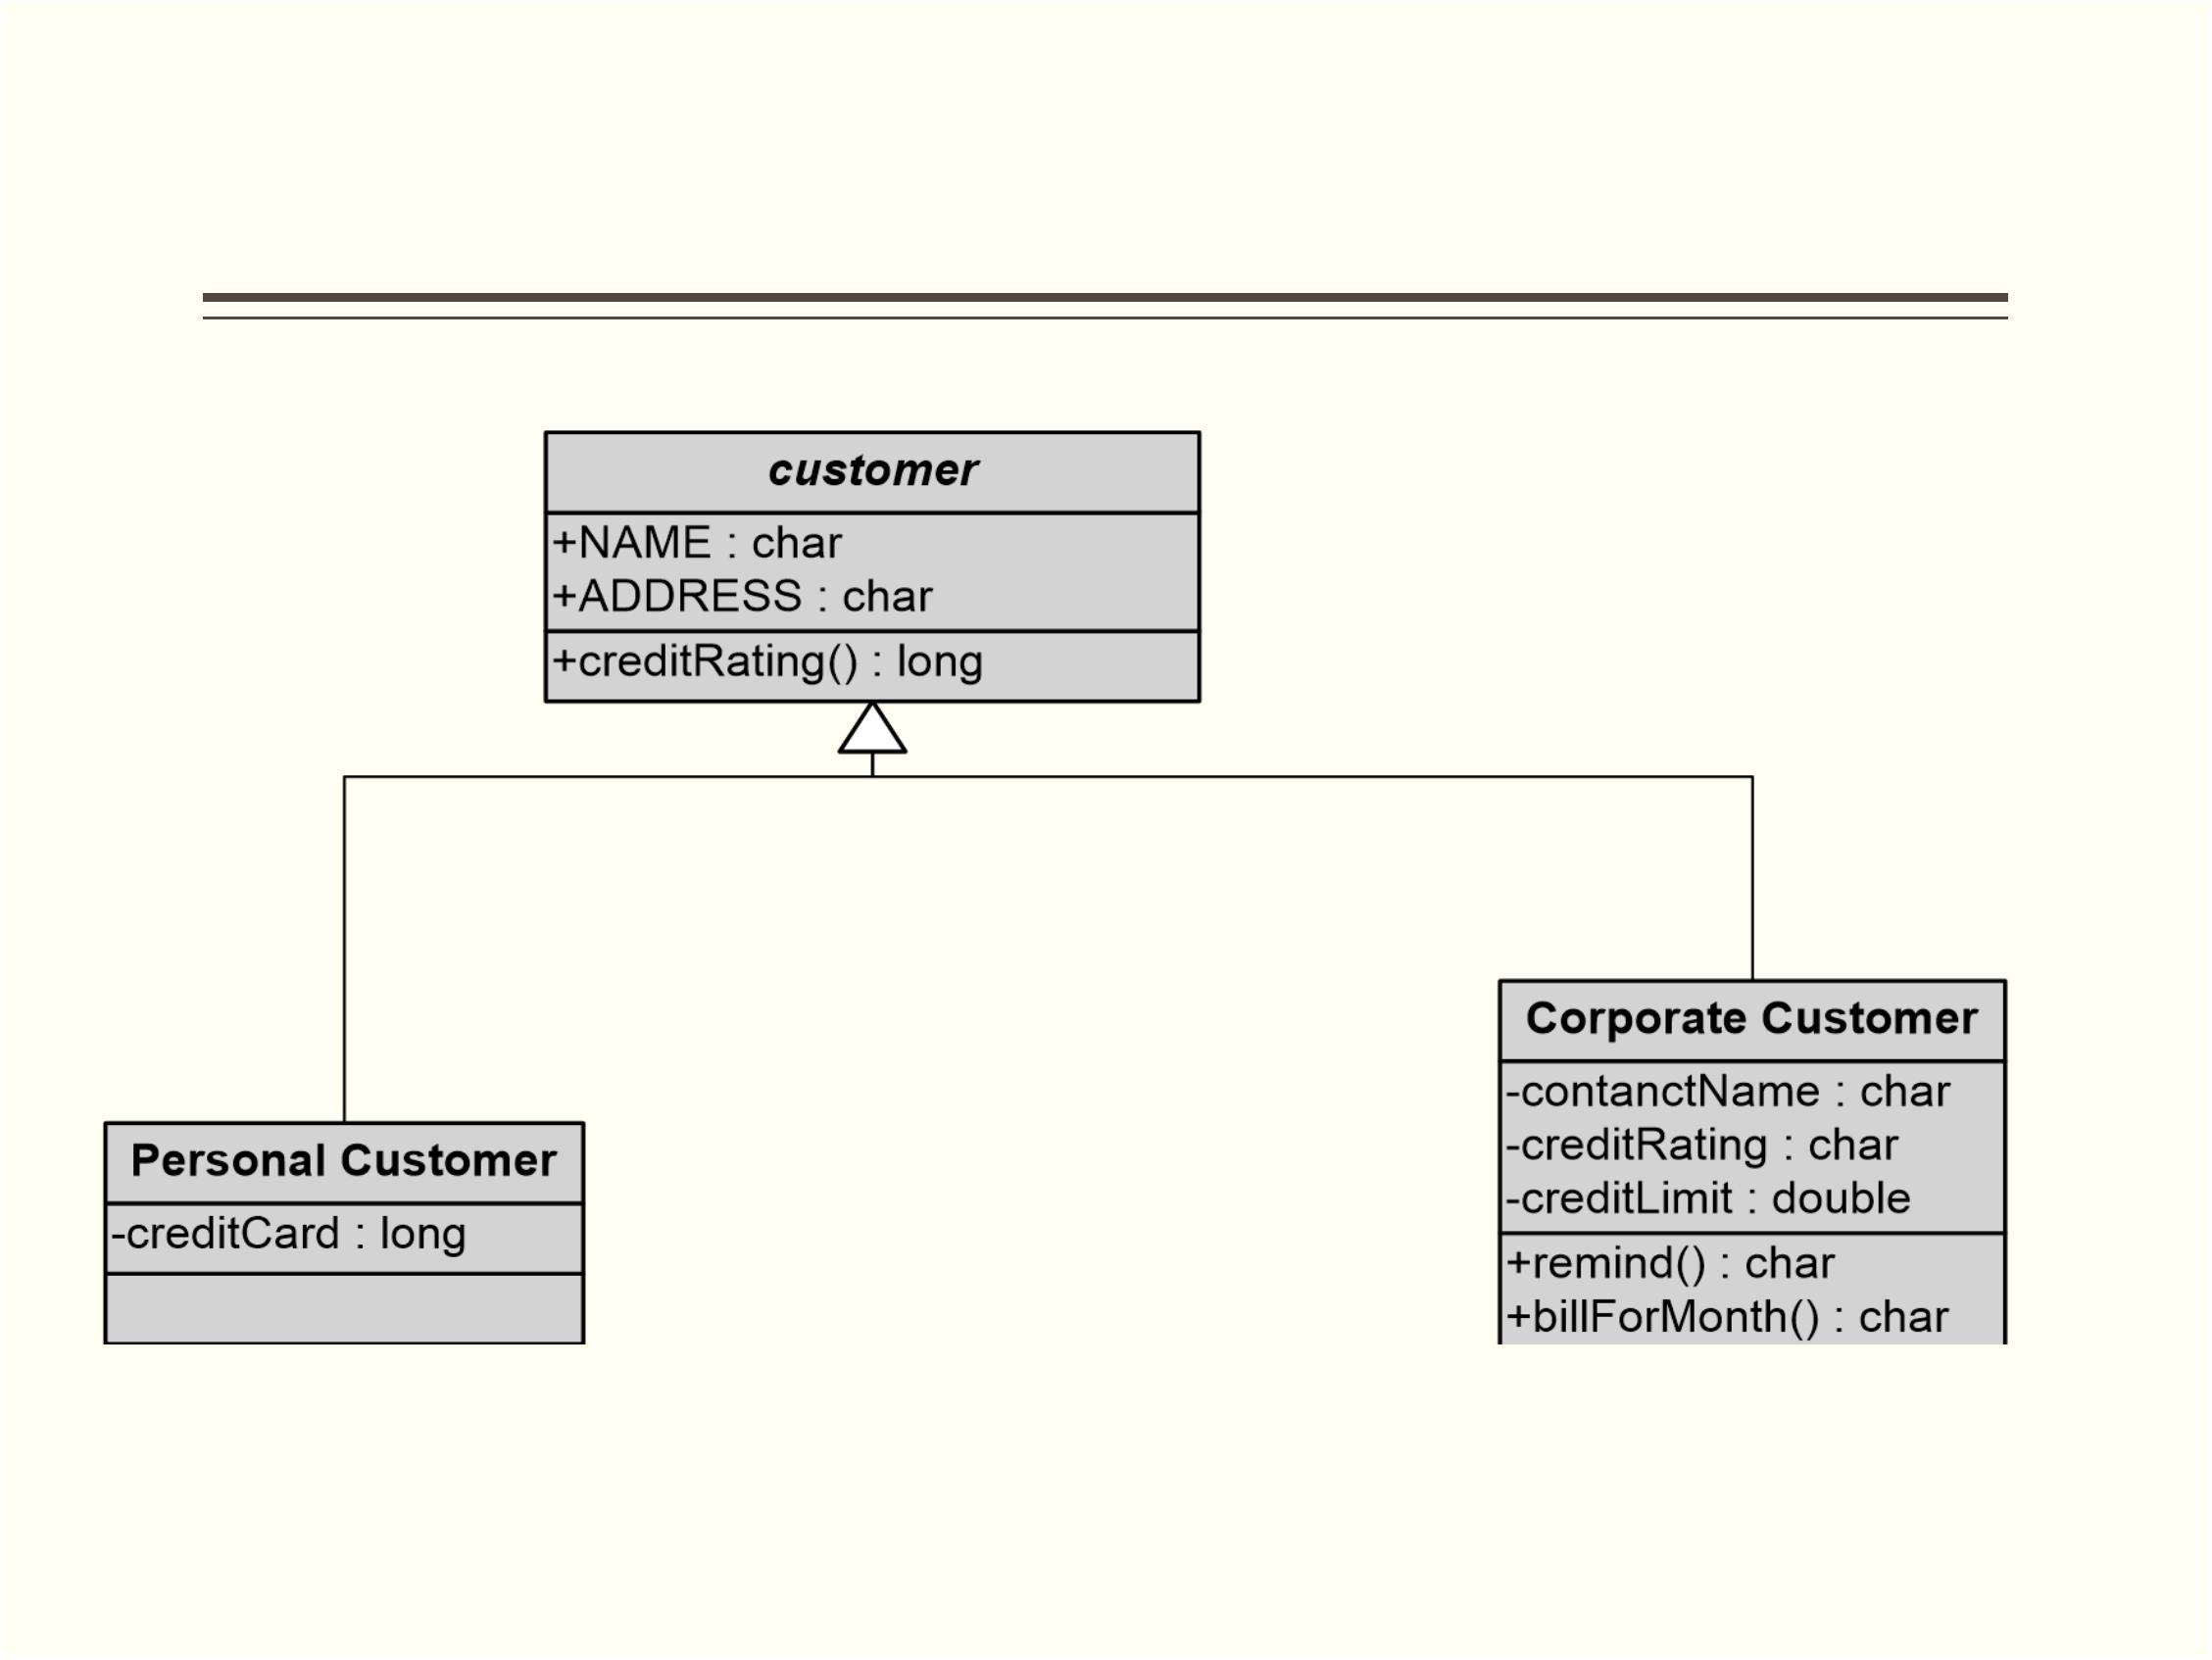 customer
+NAME : char
+ADDRESS : char
+creditRating() : long
Personal Customer
-creditCard : long
Corporate Customer
-contanctName : char
-creditRating : char
-creditLimit : double
+remind() : char
+billForMonth() : char